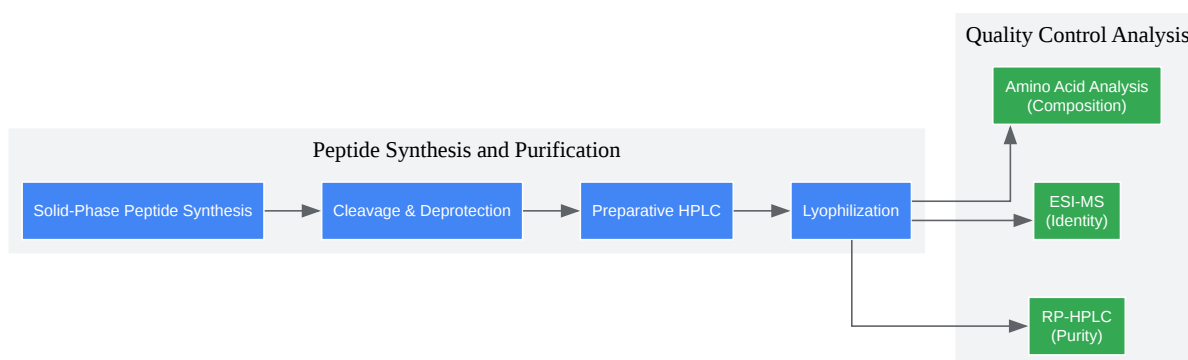 Quality Control Analysis
Amino Acid Analysis
(Composition)
Peptide Synthesis and Purification
Solid-Phase Peptide Synthesis
Cleavage & Deprotection
Preparative HPLC
Lyophilization
ESI-MS
(Identity)
RP-HPLC
(Purity)